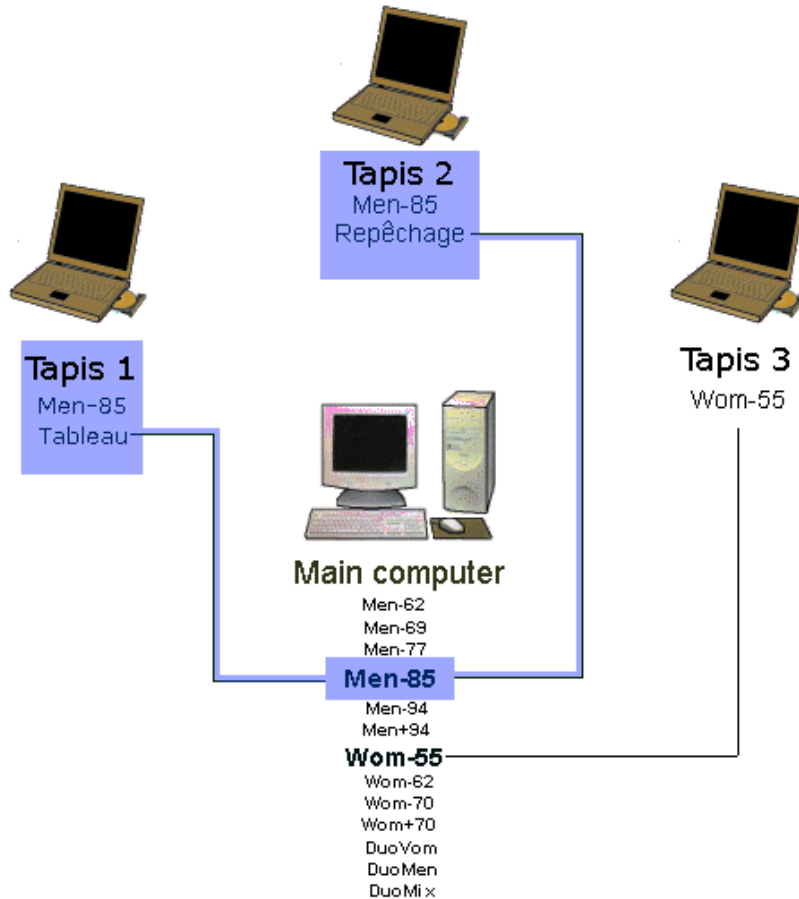 Tapis 2
Men-85
Repêchage
Tapis 1
Men-85
Tableau
Tapis 3
Wom-55
Main computer
Men-62
Men-69
Men-77
Men-85
Men-94
Men+94
Wom-55
Wom-62
Wom-70
Wom+70
DuoVom
DuoMen
DuoMix